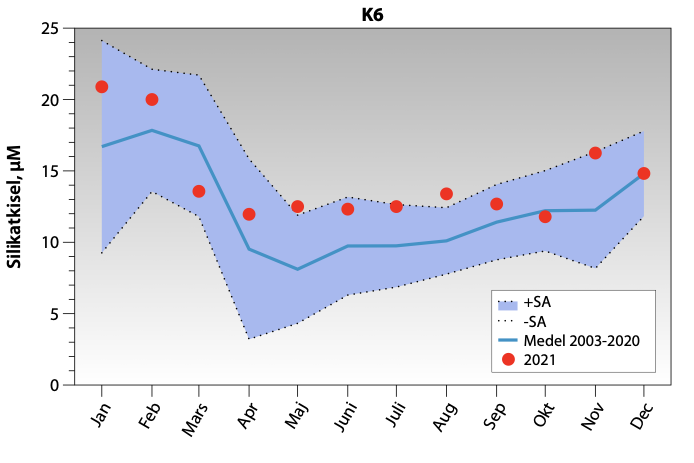 K6
25
20
15
10
5
0
Silikatkisel, µM
Jan
Feb
Mars
Apr
Maj
Juni
Juli
Aug
Sep
Okt
Nov
Dec
+SA
-SA
Medel 2003-2020
2021